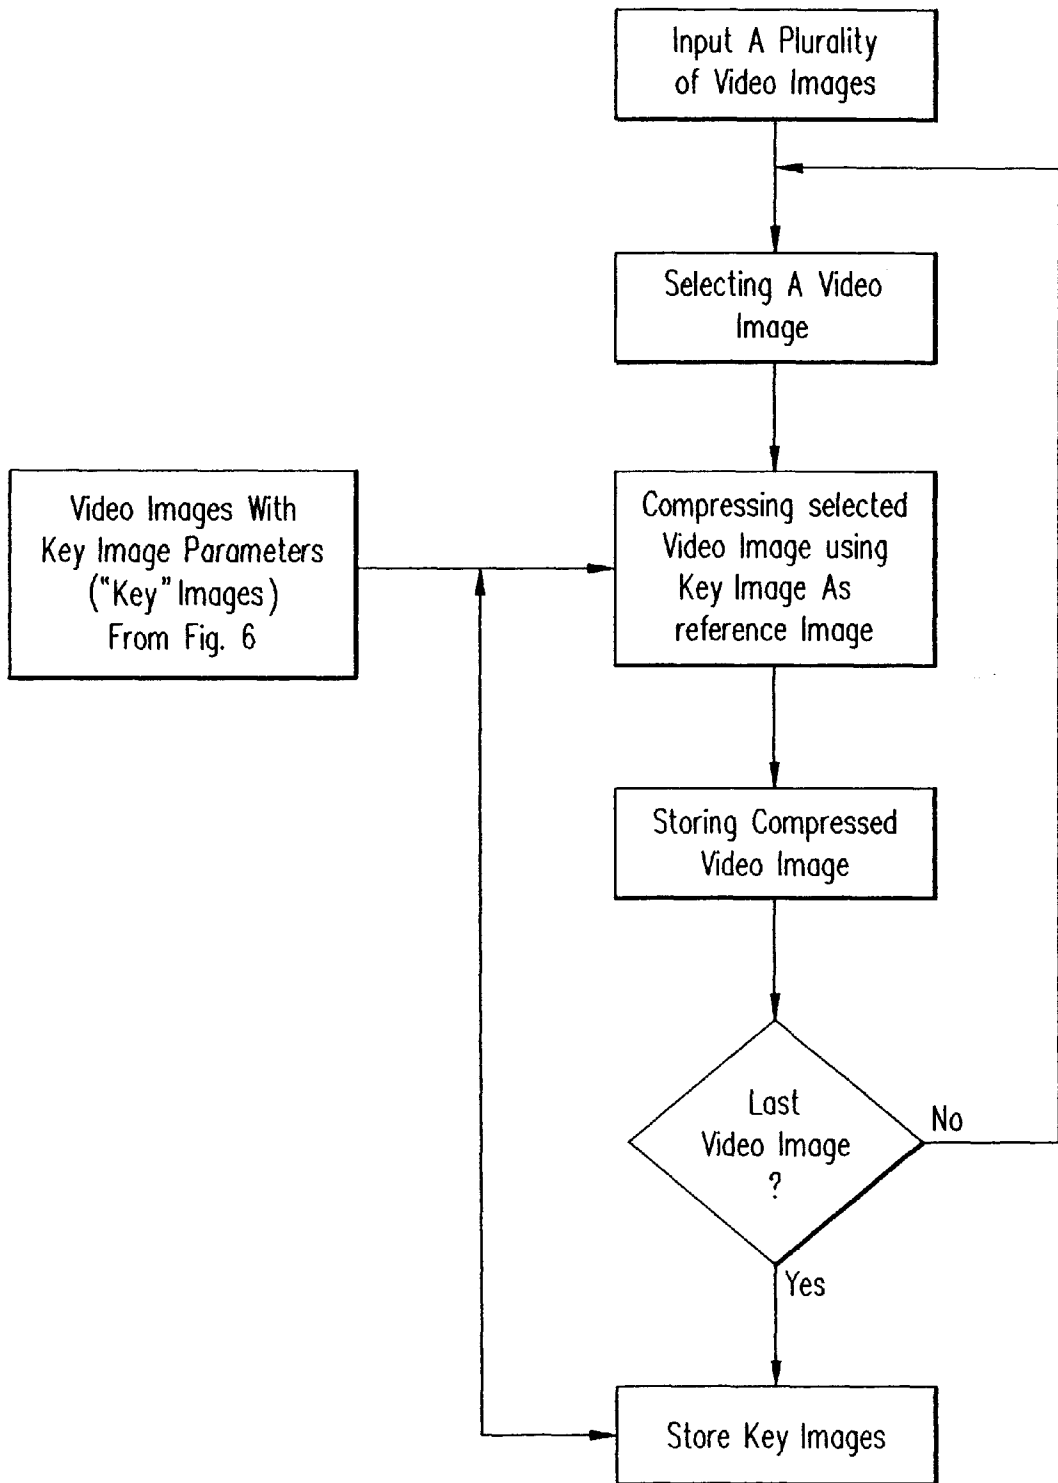 Input A Plurality
of Video Images
Selecting A Video
Image
Video Images With
Key Image Parameters
("Key" Images)
From Fig. 6
Compressing selected
Video Image using
Key Image As
reference Image
Storing Compressed
Video Image
Last
Video Image
?
No
Yes
Store Key Images